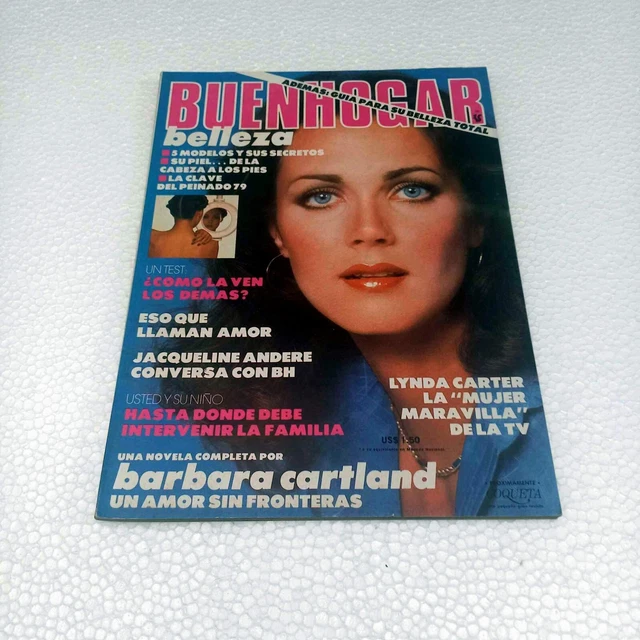 ADEMAS: GUIA PARA SU BELLEZA TOTAL
BUENHOGAR
belleza
5 MODELOS Y SUS SECRETOS
SU PIEL... DE LA
CABEZA A LOS PIES
LA CLAVE
DEL PEINADO 79
UN TEST:
¿COMO LA VEN
LOS DEMAS?
ESO QUE
LLAMAN AMOR
JACQUELINE ANDERE
CONVERSA CON BH
USTED Y SU NIÑO
HASTA DONDE DEBE
INTERVENIR LA FAMILIA
LYNDA CARTER
LA "MUJER
MARAVILLA"
DE LA TV
US$ 1.50
UNA NOVELA COMPLETA POR
barbara cartland
UN AMOR SIN FRONTERAS
COQUETA